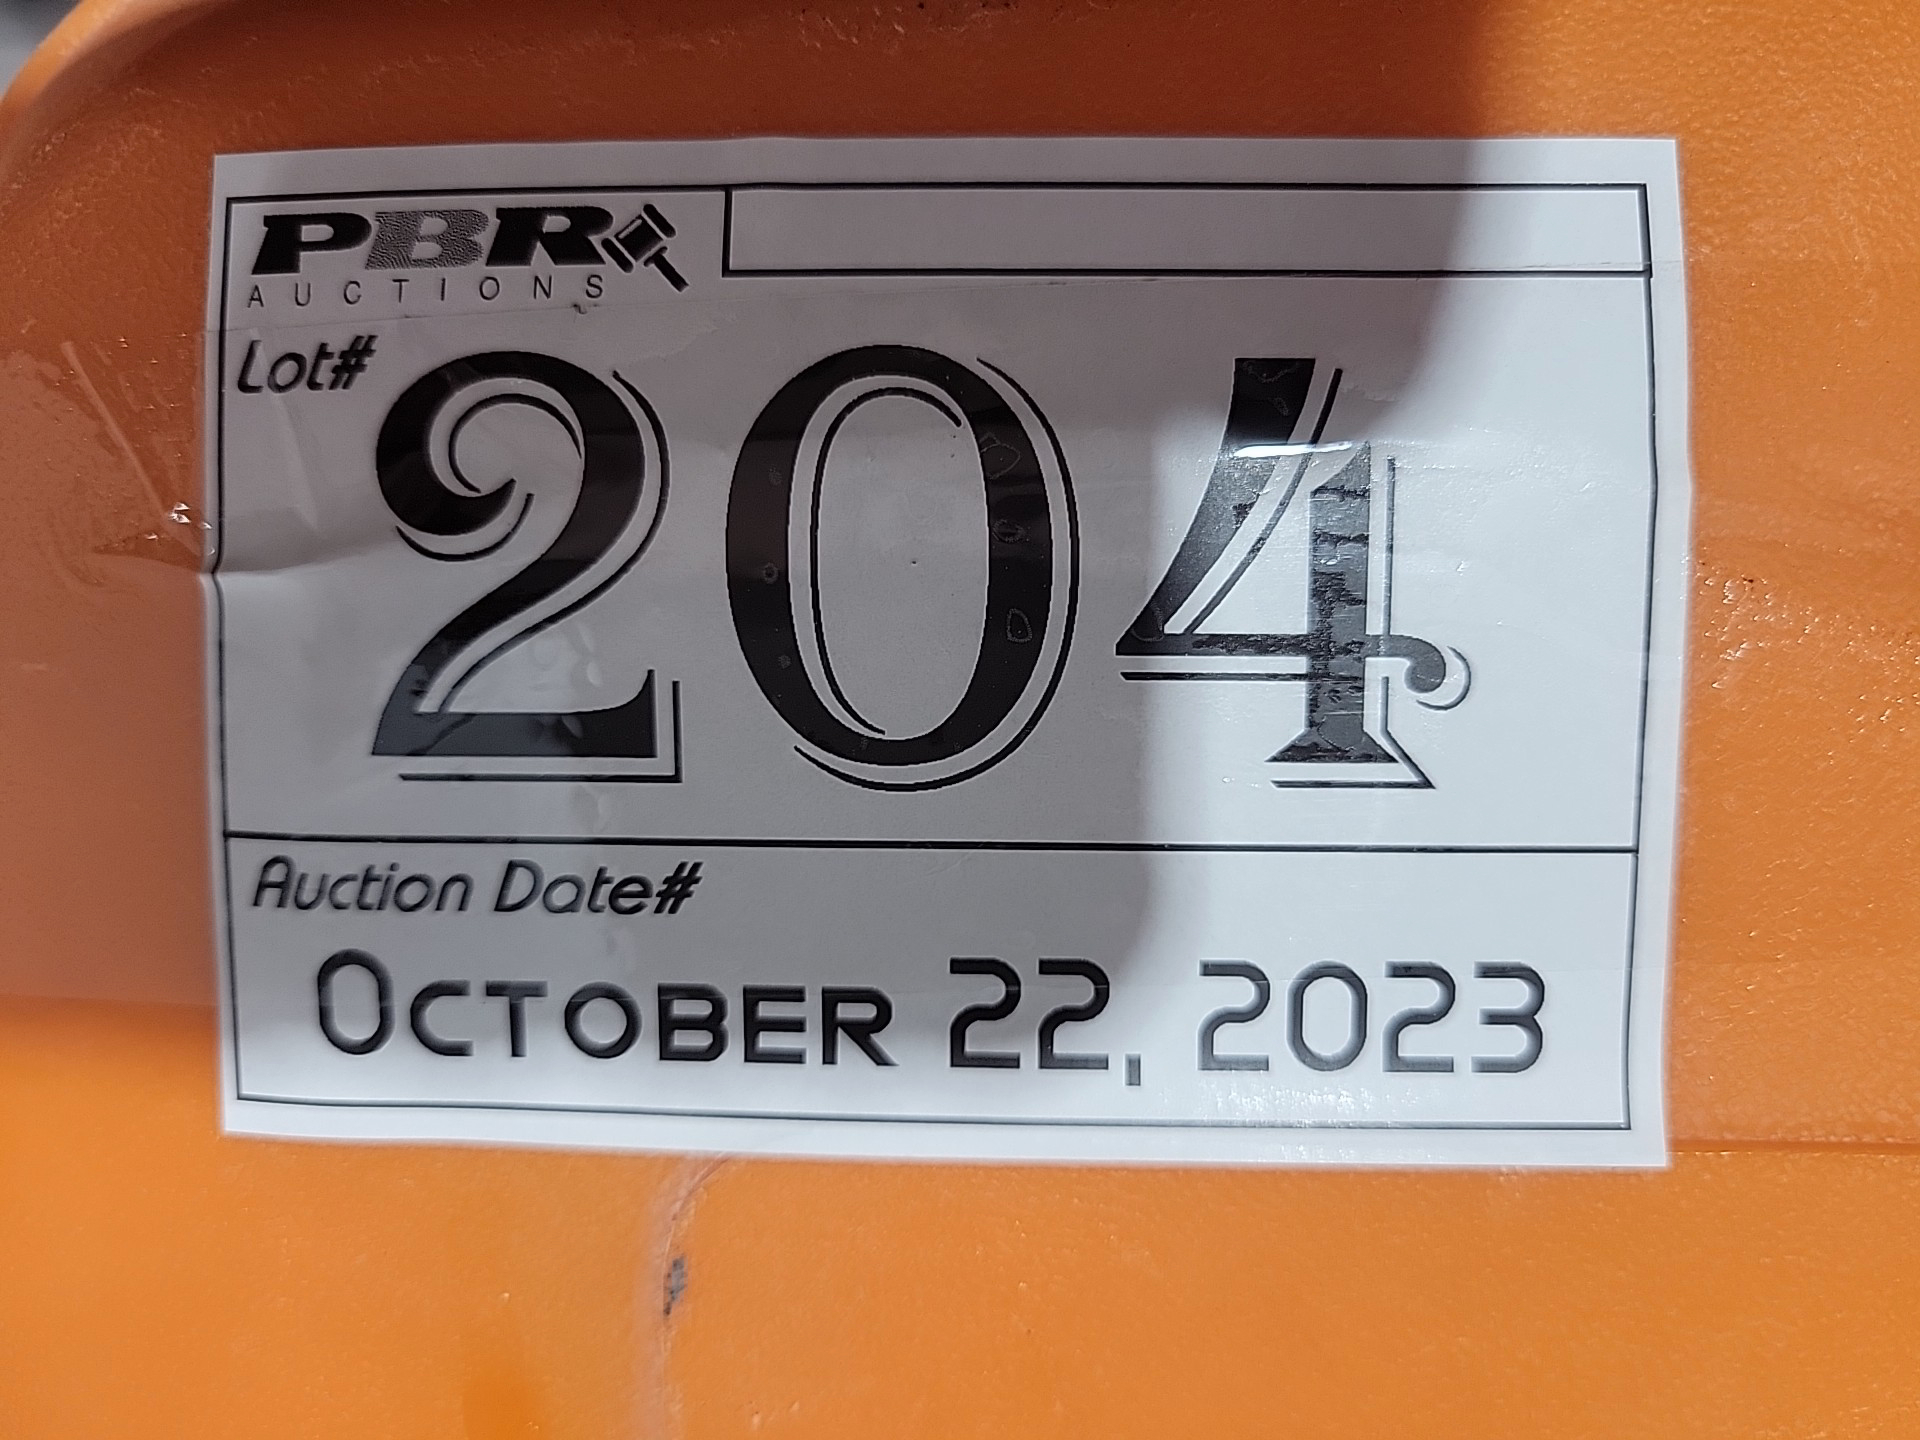 PBR
AUCTIONS
Lot#
204
Auction Date#
OCTOBER 22, 2023